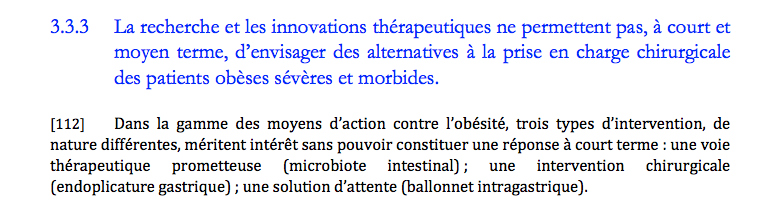 3.3.3 La recherche et les innovations thérapeutiques ne permettent pas, à court et
moyen terme, d’envisager des alternatives à la prise en charge chirurgicale
des patients obèses sévères et morbides.
[112] Dans la gamme des moyens d’action contre l’obésité, trois types d’intervention, de
nature différentes, méritent intérêt sans pouvoir constituer une réponse à court terme : une voie
thérapeutique prometteuse (microbiote intestinal) ; une intervention chirurgicale
(endoplicature gastrique) ; une solution d’attente (ballonnet intragastrique).